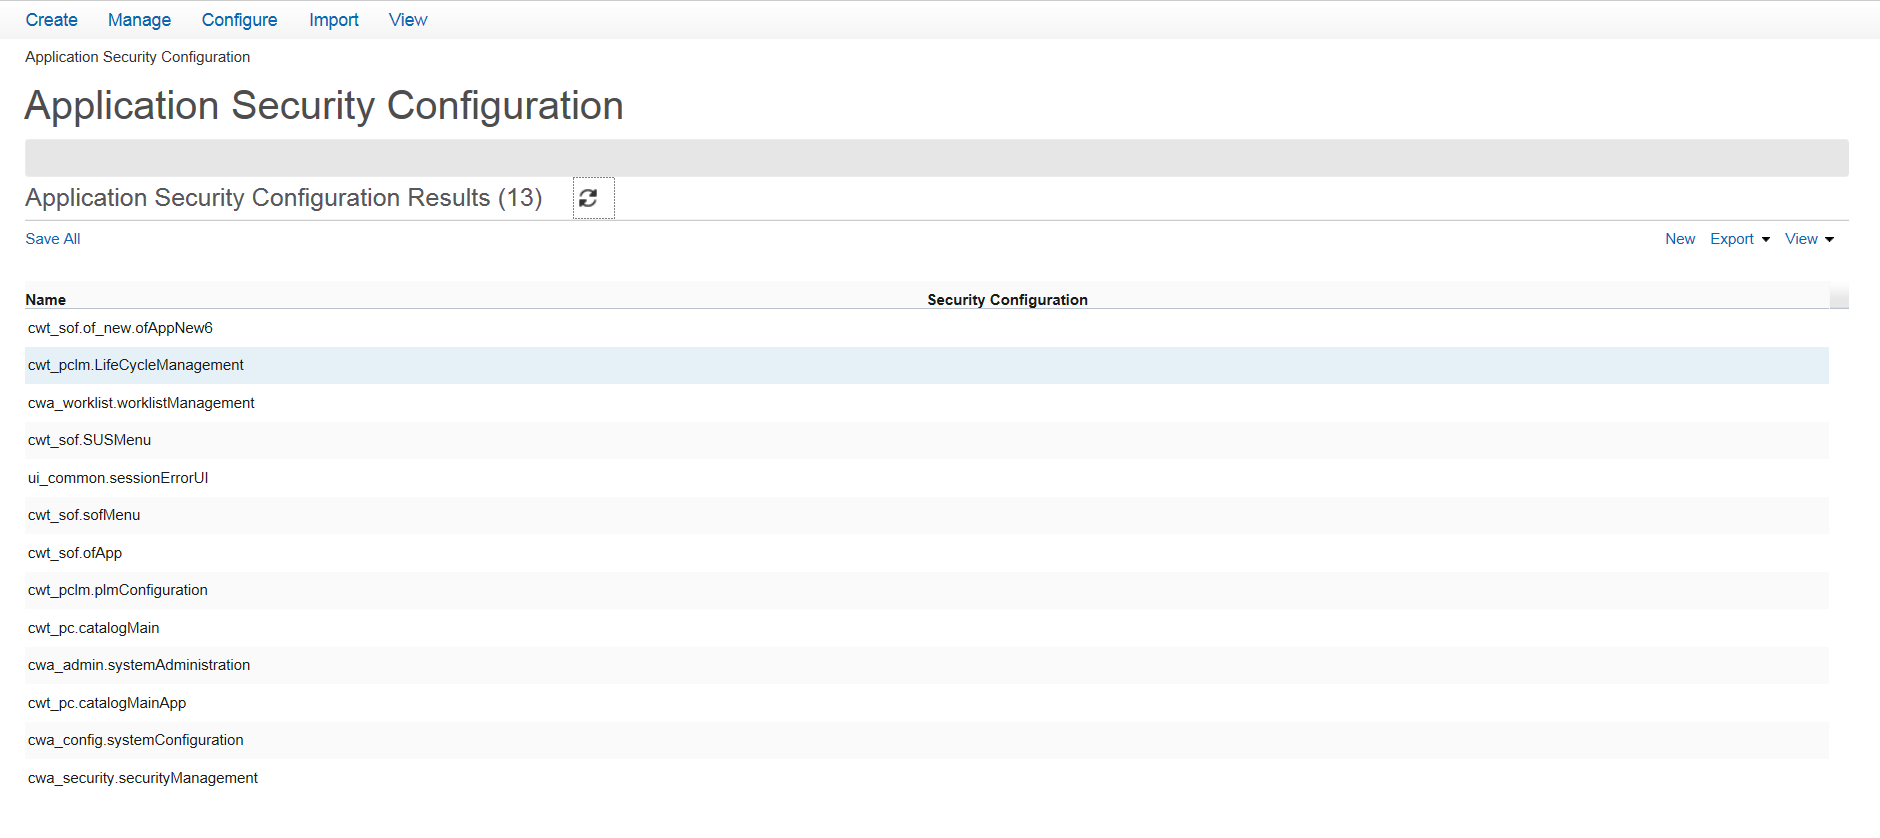 Create Manage Configure Import View
Application Security Configuration
Application Security Configuration
Application Security Configuration Results (13)
Save All New Export View
Name Security Configuration
cwt_sof.of_new.ofAppNew6
cwt_pclm.LifeCycleManagement
cwa_worklist.worklistManagement
cwt_sof.SUSMenu
ui_common.sessionErrorUI
cwt_sof.sofMenu
cwt_sof.ofApp
cwt_pclm.plmConfiguration
cwt_pc.catalogMain
cwa_admin.systemAdministration
cwt_pc.catalogMainApp
cwa_config.systemConfiguration
cwa_security.securityManagement